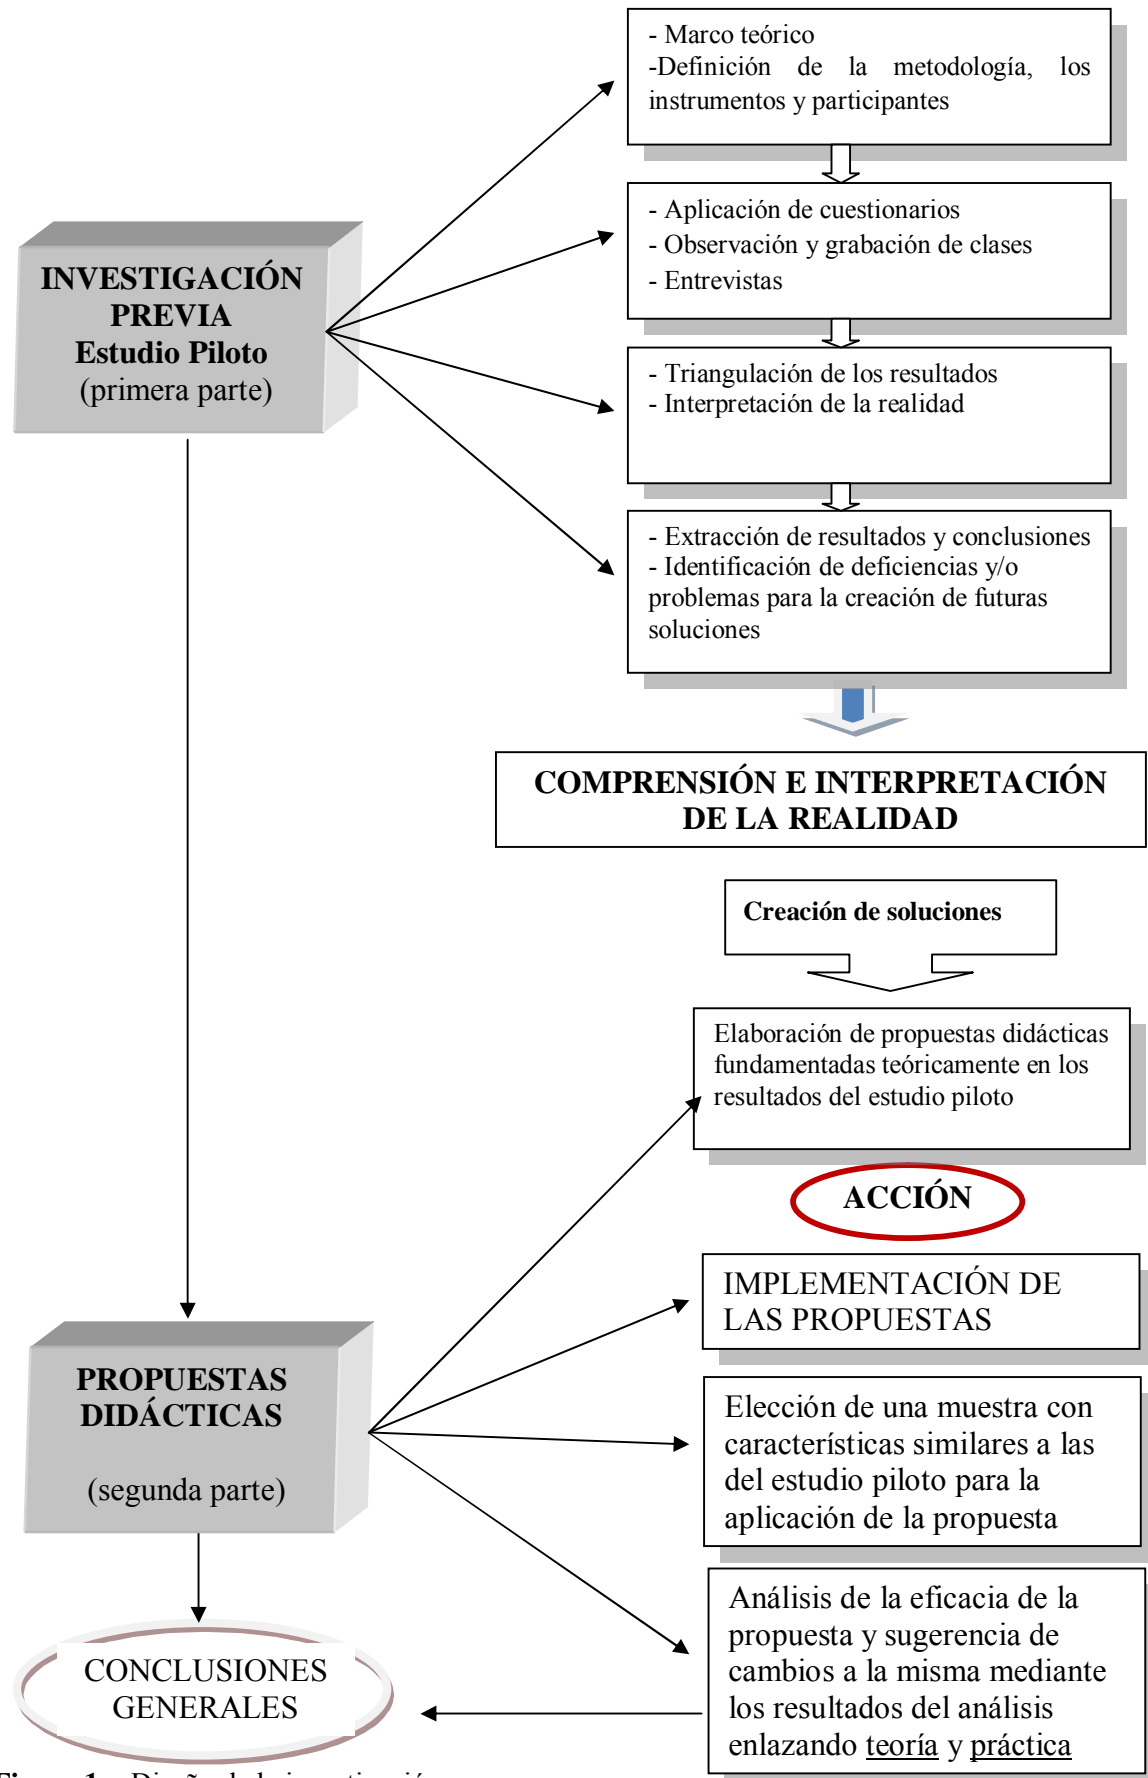 - Marco teórico
-Definición de la metodología, los
instrumentos y participantes
- Aplicación de cuestionarios
- Observación y grabación de clases
- Entrevistas
INVESTIGACIÓN
PREVIA
Estudio Piloto
(primera parte)
- Triangulación de los resultados
- Interpretación de la realidad
- Extracción de resultados y conclusiones
- Identificación de deficiencias y/o
problemas para la creación de futuras
soluciones
COMPRENSIÓN E INTERPRETACIÓN
DE LA REALIDAD
Creación de soluciones
Elaboración de propuestas didácticas
fundamentadas teóricamente en los
resultados del estudio piloto
ACCIÓN
IMPLEMENTACIÓN DE
LAS PROPUESTAS
PROPUESTAS
DIDÁCTICAS
(segunda parte)
Elección de una muestra con
características similares a las
del estudio piloto para la
aplicación de la propuesta
Análisis de la eficacia de la
propuesta y sugerencia de
cambios a la misma mediante
los resultados del análisis
enlazando teoría y práctica
CONCLUSIONES
GENERALES